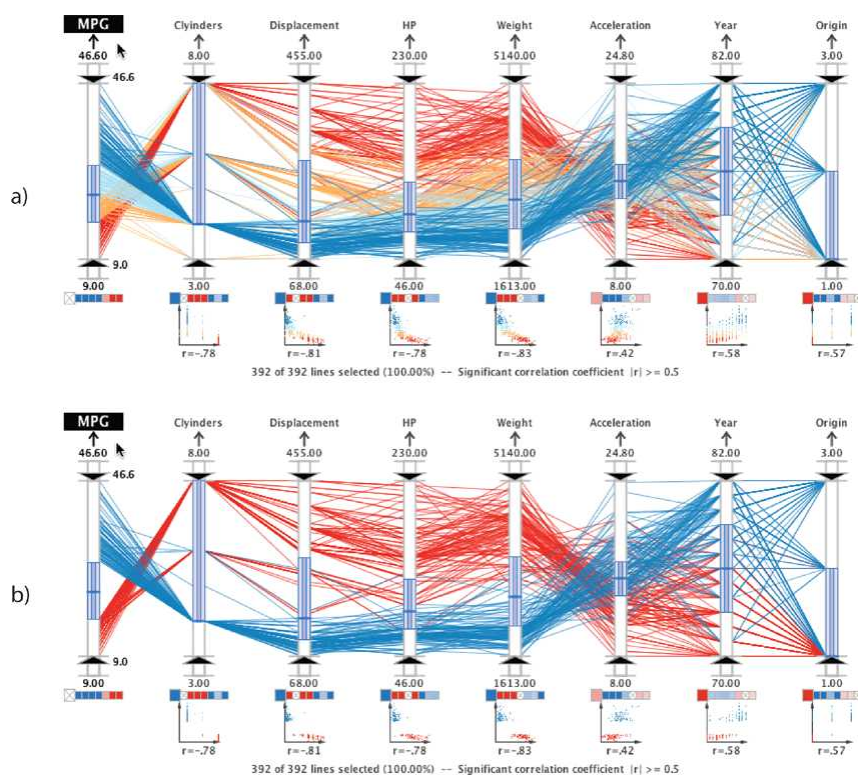 MPG Clyinders Displacement HP Weight Acceleration Year Origin
46.60 8.00 455.00 230.00 5140.00 24.80 82.00 3.00
46.6
a)
9.0
9.00 3.00 68.00 46.00 1613.00 8.00 70.00 1.00
r=-.78 r=-.81 r=-.78 r=-.83 r=.42 r=.58 r=.57
392 of 392 lines selected (100.00%) -- Significant correlation coefficient |r| >= 0.5
MPG Clyinders Displacement HP Weight Acceleration Year Origin
46.60 8.00 455.00 230.00 5140.00 24.80 82.00 3.00
46.6
b)
9.0
9.00 3.00 68.00 46.00 1613.00 8.00 70.00 1.00
r=-.78 r=-.81 r=-.78 r=-.83 r=.42 r=.58 r=.57
392 of 392 lines selected (100.00%) -- Significant correlation coefficient |r| >= 0.5